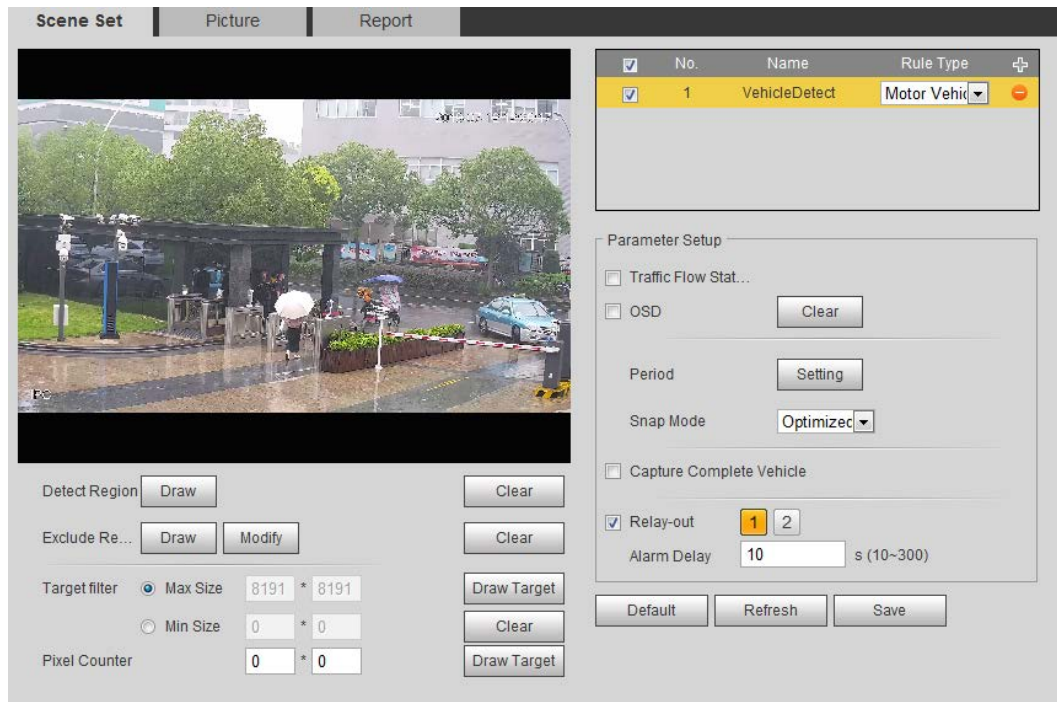 Scene Set Picture Report
No. Name Rule Type
1 VehicleDetect Motor Vehic
Parameter Setup
Traffic Flow Stat...
OSD Clear
Period Setting
Snap Mode Optimized
Capture Complete Vehicle
Relay-out 1 2
Alarm Delay 10 s (10~300)
Default Refresh Save
IPC
Detect Region Draw Clear
Exclude Re... Draw Modify Clear
Target filter Max Size 8191 * 8191 Draw Target
Min Size 0 * 0 Clear
Pixel Counter 0 * 0 Draw Target